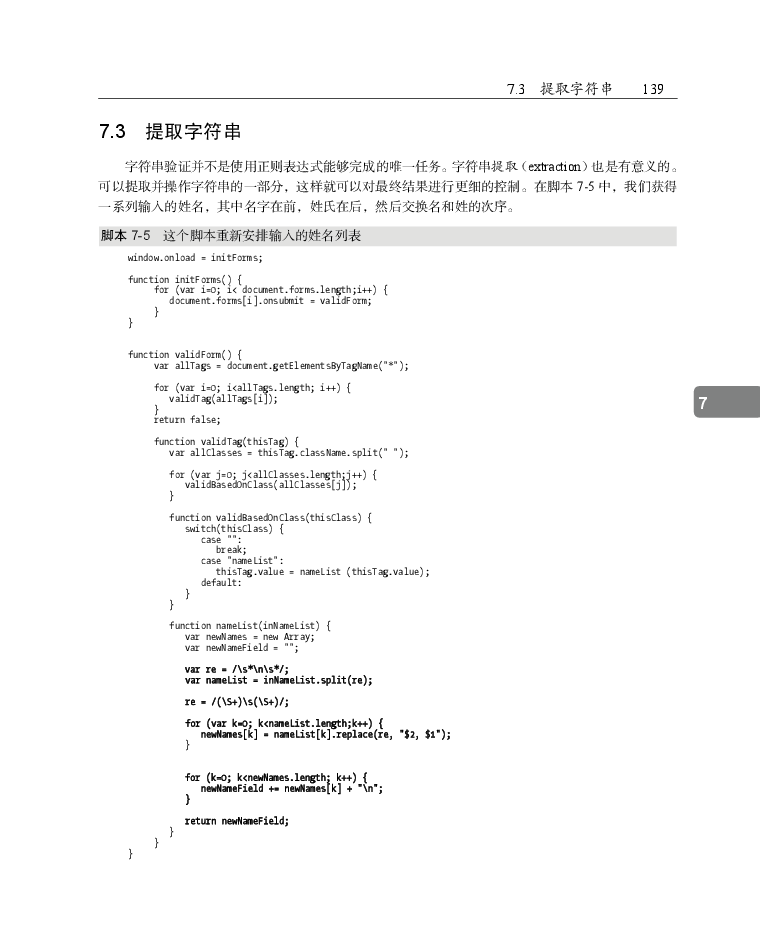 7.3 提取字符串 139
7.3 提取字符串
字符串验证并不是使用正则表达式能够完成的唯一任务。字符串提取（extraction）也是有意义的。
可以提取并操作字符串的一部分，这样就可以对最终结果进行更细的控制。在脚本 7-5 中，我们获得
一系列输入的姓名，其中名字在前，姓氏在后，然后交换名和姓的次序。
脚本 7-5 这个脚本重新安排输入的姓名列表
window.onload = initForms;
function initForms() {
for (var i=0; i< document.forms.length;i++) {
document.forms[i].onsubmit = validForm;
}
}
function validForm() {
var allTags = document.getElementsByTagName("*");
for (var i=0; i<allTags.length; i++) {
validTag(allTags[i]);
}
return false;
7
function validTag(thisTag) {
var allClasses = thisTag.className.split(" ");
for (var j=0; j<allClasses.length;j++) {
validBasedOnClass(allClasses[j]);
}
function validBasedOnClass(thisClass) {
switch(thisClass) {
case "":
break;
case "nameList":
thisTag.value = nameList (thisTag.value);
default:
}
}
function nameList(inNameList) {
var newNames = new Array;
var newNameField = "";
var re = /\s*\n\s*/;
var nameList = inNameList.split(re);
re = /(\S+)\s(\S+)/;
for (var k=0; k<nameList.length;k++) {
newNames[k] = nameList[k].replace(re, "$2, $1");
}
for (k=0; k<newNames.length; k++) {
newNameField += newNames[k] + "\n";
}
return newNameField;
}
}
}